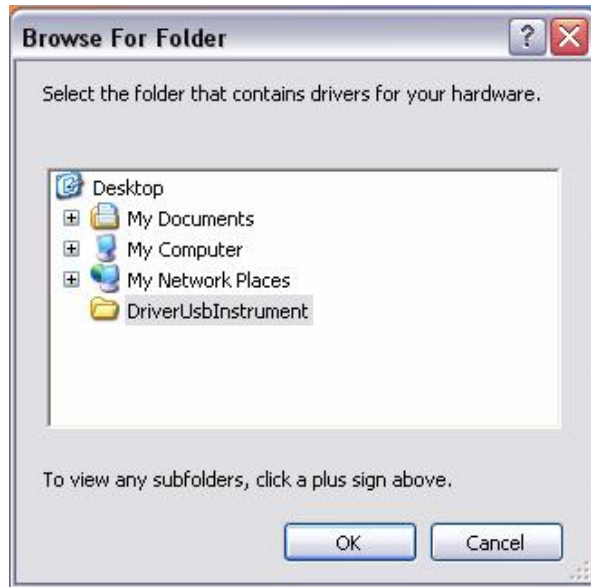 Browse For Folder
Select the folder that contains drivers for your hardware.
Desktop
My Documents
My Computer
My Network Places
DriverUsbInstrument
To view any subfolders, click a plus sign above.
OK Cancel